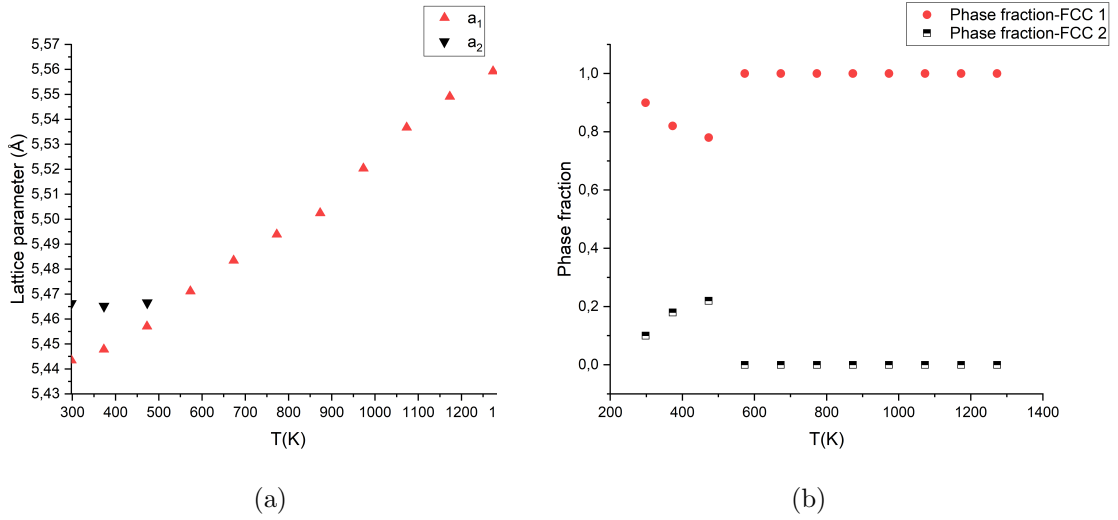 a1
a2
5,57
5,56
5,55
5,54
5,53
5,52
5,51
5,50
5,49
5,48
5,47
5,46
5,45
5,44
5,43
Lattice parameter (Å)
300 400 500 600 700 800 900 1000 1100 1200 1
T(K)
(a)
Phase fraction-FCC 1
Phase fraction-FCC 2
1,0
0,8
0,6
0,4
0,2
0,0
Phase fraction
200 400 600 800 1000 1200 1400
T(K)
(b)